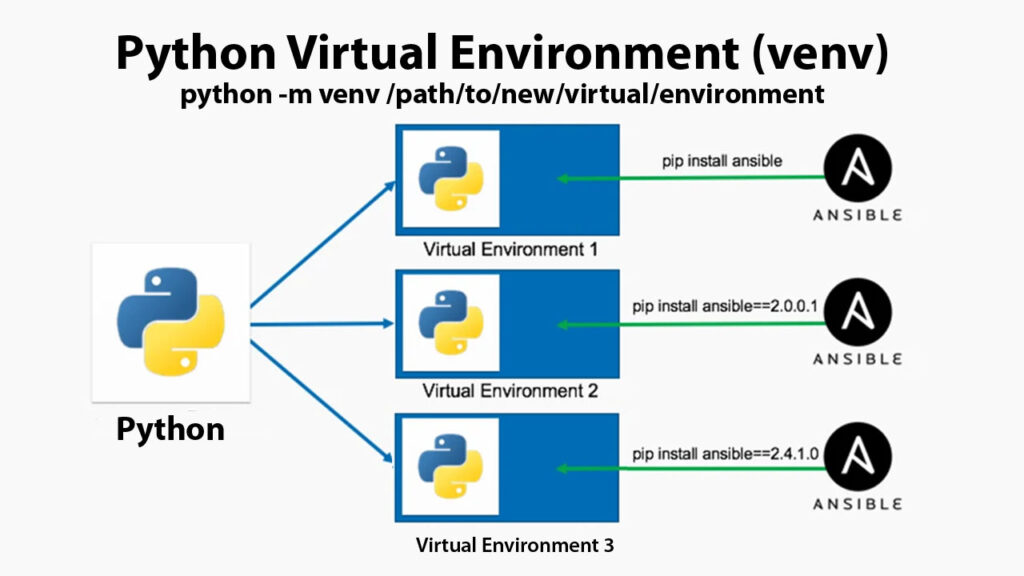 Python Virtual Environment (venv)
python -m venv /path/to/new/virtual/environment
pip install ansible
ANSIBLE
Virtual Environment 1
pip install ansible==2.0.0.1
ANSIBLE
Virtual Environment 2
Python
pip install ansible==2.4.1.0
ANSIBLE
Virtual Environment 3